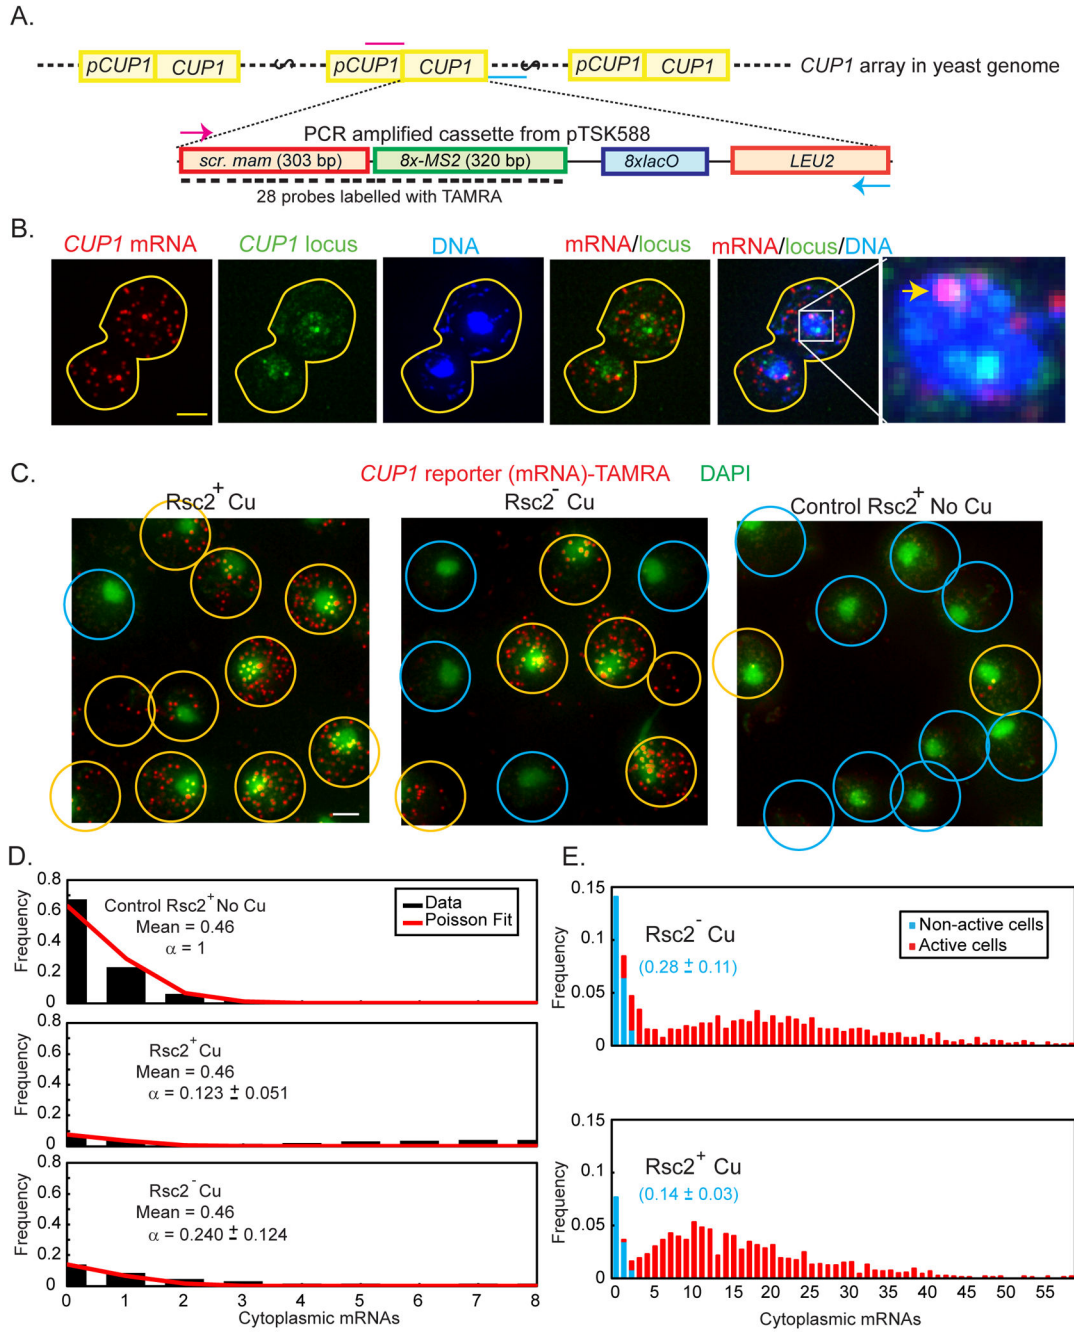 A.
pCUP1 CUP1 pCUP1 CUP1 pCUP1 CUP1 CUP1 array in yeast genome
PCR amplified cassette from pTSK588
scr. mam (303 bp) 8x-MS2 (320 bp) 8xlacO LEU2
28 probes labelled with TAMRA
B.
CUP1 mRNA CUP1 locus DNA mRNA/locus mRNA/locus/DNA
C.
CUP1 reporter (mRNA)-TAMRA DAPI
Rsc2+ Cu Rsc2- Cu Control Rsc2+ No Cu
D.
0.8
0.6
0.4
0.2
0
Frequency
Control Rsc2+ No Cu
Mean = 0.46
α = 1
Data
Poisson Fit
0.8
0.6
0.4
0.2
0
Frequency
Rsc2+ Cu
Mean = 0.46
α = 0.123 ± 0.051
0.8
0.6
0.4
0.2
0
Frequency
Rsc2- Cu
Mean = 0.46
α = 0.240 ± 0.124
0 1 2 3 4 5 6 7 8
Cytoplasmic mRNAs
E.
0.15
0.1
0.05
0
Frequency
Rsc2- Cu
(0.28 ± 0.11)
Non-active cells
Active cells
0.15
0.1
0.05
0
Frequency
Rsc2+ Cu
(0.14 ± 0.03)
0 5 10 15 20 25 30 35 40 45 50 55
Cytoplasmic mRNAs